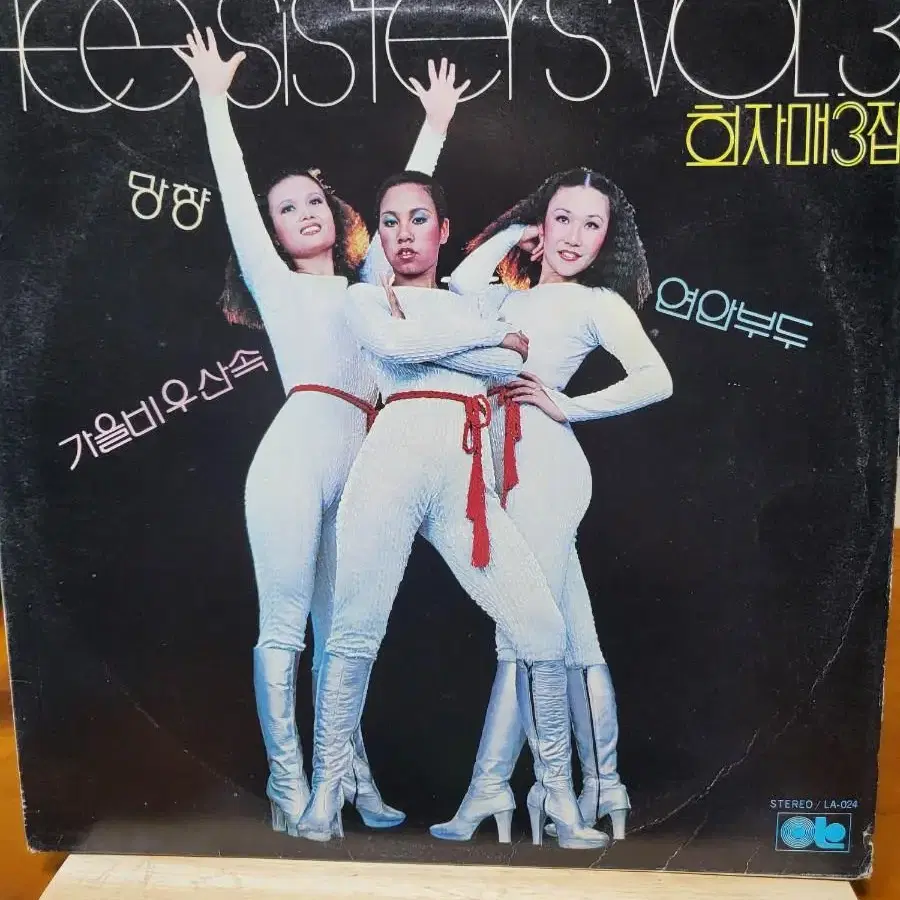 Hee sisters VOL.3
희자매3집
망향
연안부두
가을비 우산속
STEREO / LA-024